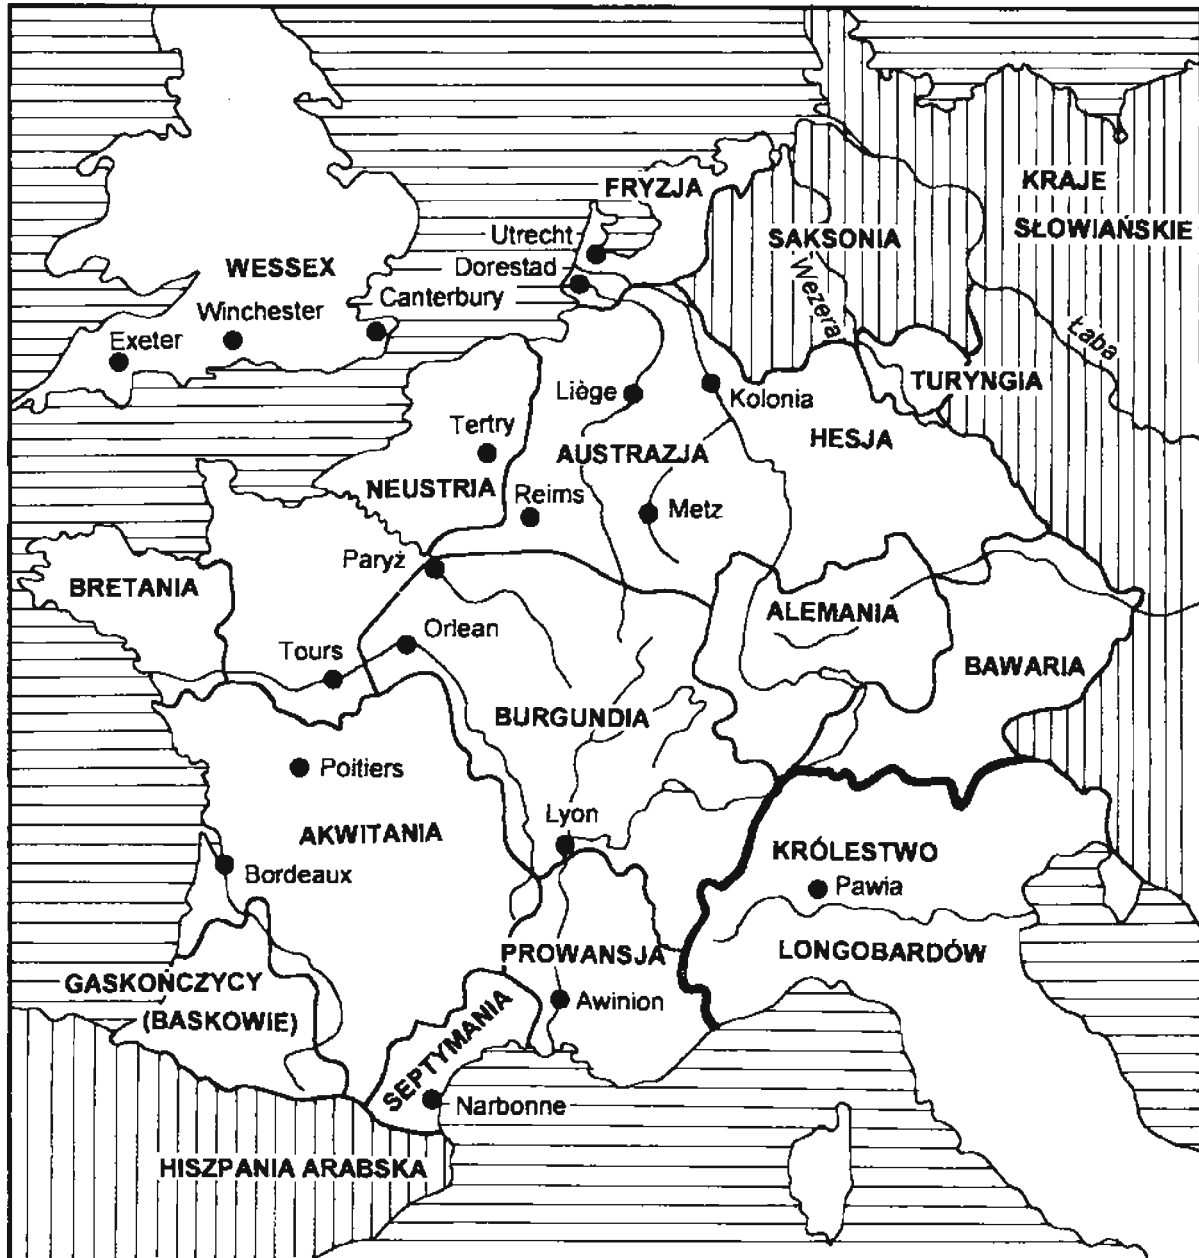 FRYZJA
KRAJE
SŁOWIAŃSKIE
Utrecht
SAKSONIA
WESSEX
Dorestad
Wezera
Winchester
Canterbury
Exeter
Łaba
TURYNGIA
Liège
Kolonia
Tertry
AUSTRAZJA
HESJA
NEUSTRIA
Reims
Metz
Paryż
BRETANIA
ALEMANIA
Orlean
Tours
BAWARIA
BURGUNDIA
Poitiers
Lyon
AKWITANIA
KRÓLESTWO
Bordeaux
Pawia
PROWANSJA
LONGOBARDÓW
GASKOŃCZYCY
(BASKOWIE)
Awinion
SEPTYMANIA
Narbonne
HISZPANIA ARABSKA